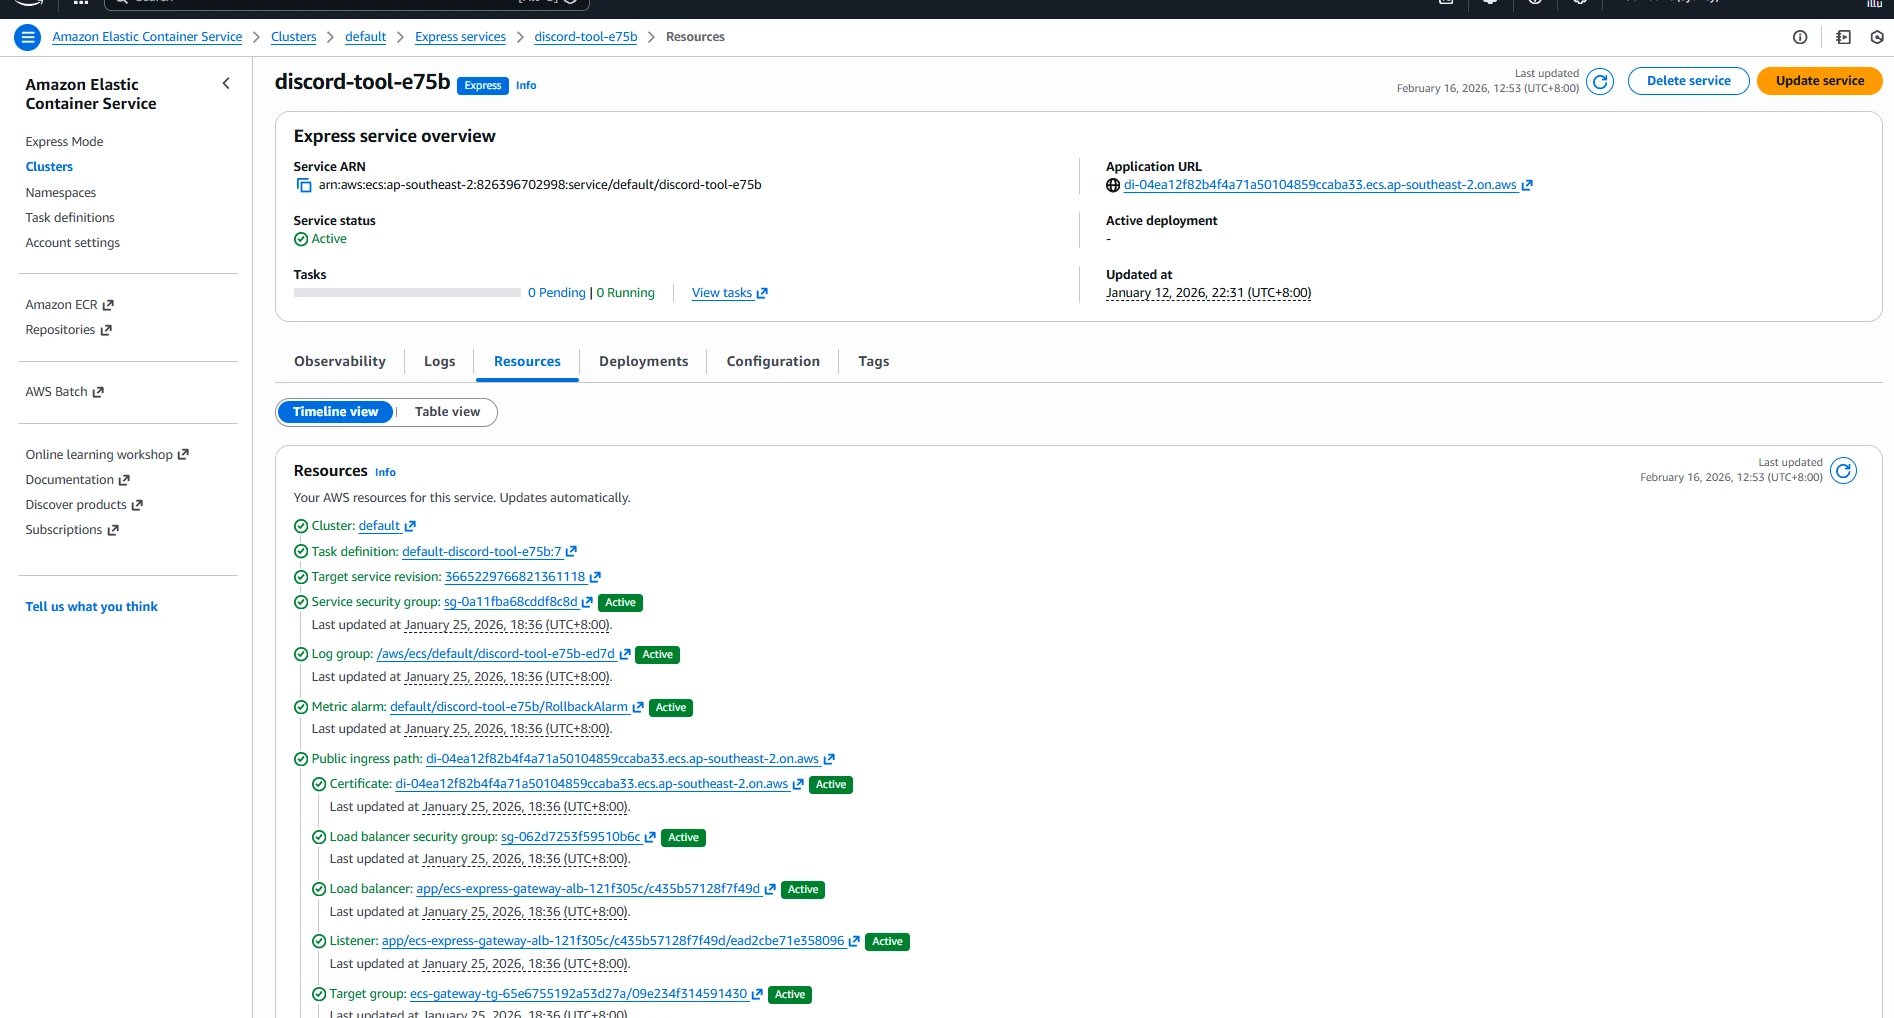 Amazon Elastic Container Service
Clusters
default
Express services
discord-tool-e75b
Resources
Amazon Elastic
Container Service
Express Mode
Clusters
Namespaces
Task definitions
Account settings
Amazon ECR
Repositories
AWS Batch
Online learning workshop
Documentation
Discover products
Subscriptions
Tell us what you think
discord-tool-e75b Express Info
Last updated
February 16, 2026, 12:53 (UTC+8:00)
Delete service
Update service
Express service overview
Service ARN
arn:aws:ecs:ap-southeast-2:826396702998:service/default/discord-tool-e75b
Application URL
di-04ea12f82b4f4a71a50104859ccaba33.ecs.ap-southeast-2.on.aws
Service status
Active
Active deployment
-
Tasks
0 Pending | 0 Running
View tasks
Updated at
January 12, 2026, 22:31 (UTC+8:00)
Observability
Logs
Resources
Deployments
Configuration
Tags
Timeline view
Table view
Resources Info
Last updated
February 16, 2026, 12:53 (UTC+8:00)
Your AWS resources for this service. Updates automatically.
Cluster: default
Task definition: default-discord-tool-e75b:7
Target service revision: 3665229766821361118
Service security group: sg-0a11fba68cddf8c8d Active
Last updated at January 25, 2026, 18:36 (UTC+8:00).
Log group: /aws/ecs/default/discord-tool-e75b-ed7d Active
Last updated at January 25, 2026, 18:36 (UTC+8:00).
Metric alarm: default/discord-tool-e75b/RollbackAlarm Active
Last updated at January 25, 2026, 18:36 (UTC+8:00).
Public ingress path: di-04ea12f82b4f4a71a50104859ccaba33.ecs.ap-southeast-2.on.aws
Certificate: di-04ea12f82b4f4a71a50104859ccaba33.ecs.ap-southeast-2.on.aws Active
Last updated at January 25, 2026, 18:36 (UTC+8:00).
Load balancer security group: sg-062d7253f59510b6c Active
Last updated at January 25, 2026, 18:36 (UTC+8:00).
Load balancer: app/ecs-express-gateway-alb-121f305c/c435b57128f7f49d Active
Last updated at January 25, 2026, 18:36 (UTC+8:00).
Listener: app/ecs-express-gateway-alb-121f305c/c435b57128f7f49d/ead2cbe71e358096 Active
Last updated at January 25, 2026, 18:36 (UTC+8:00).
Target group: ecs-gateway-tg-65e6755192a53d27a/09e234f314591430 Active
Last updated at January 25, 2026, 18:36 (UTC+8:00).